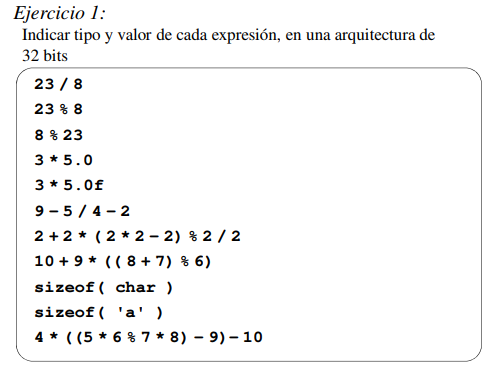 Ejercicio 1:
Indicar tipo y valor de cada expresión, en una arquitectura de
32 bits
23 / 8
23 % 8
8 % 23
3 * 5.0
3 * 5.0f
9 – 5 / 4 – 2
2 + 2 * ( 2 * 2 – 2) % 2 / 2
10 + 9 * (( 8 + 7) % 6)
sizeof( char )
sizeof( 'a' )
4 * ((5 * 6 % 7 * 8) – 9) – 10